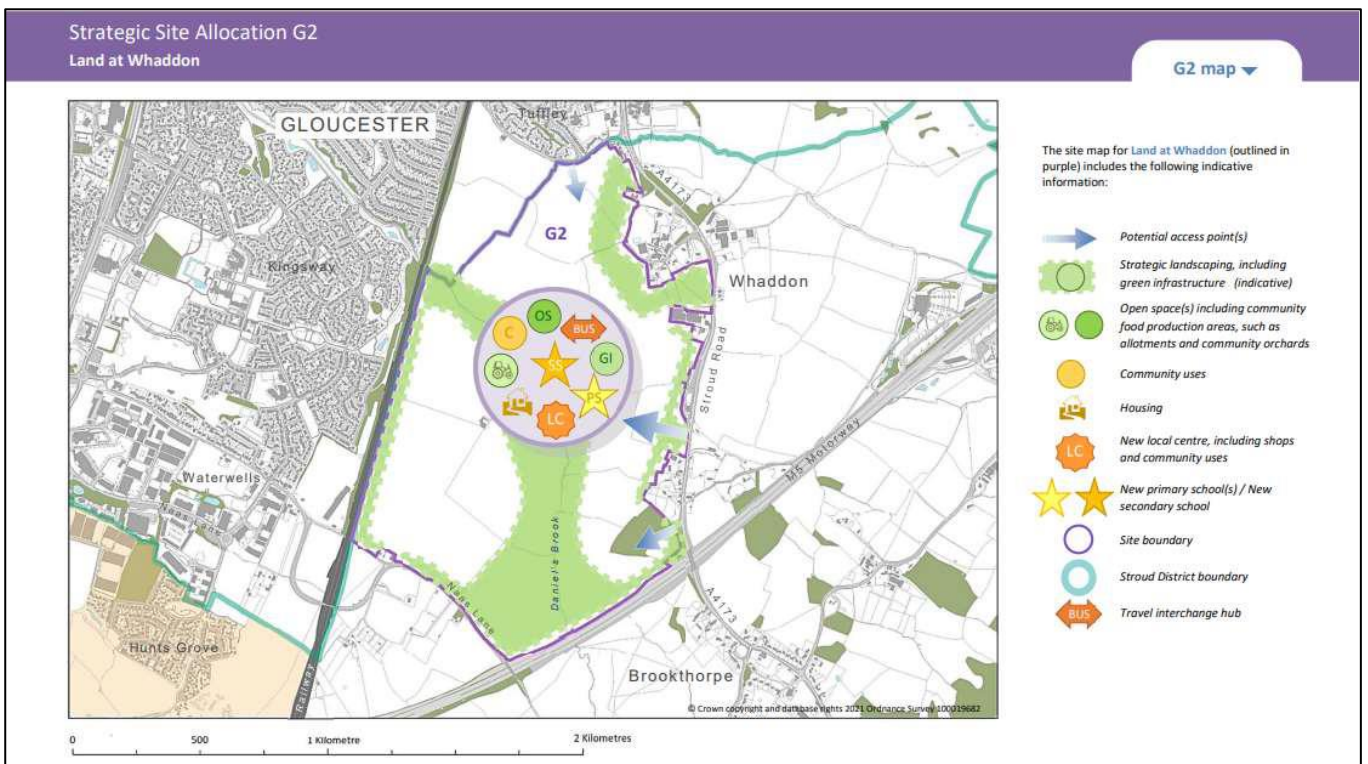 Strategic Site Allocation G2
Land at Whaddon
G2 map
GLOUCESTER
Tuffley
A4173
G2
Kingsway
Whaddon
OS
C
BUS
SS
GI
PS
LC
Stroud Road
M5 Motorway
Waterwells
Naas Lane
Daniel's Brook
Naas Lane
A4173
Hunts Grove
Railway
Brookthorpe
© Crown copyright and database rights 2021 Ordnance Survey 100019682
0 500 1 Kilometre 2 Kilometres
The site map for Land at Whaddon (outlined in
purple) includes the following indicative
information:
Potential access point(s)
Strategic landscaping, including
green infrastructure (indicative)
Open space(s) including community
food production areas, such as
allotments and community orchards
Community uses
Housing
LC
New local centre, including shops
and community uses
New primary school(s) / New
secondary school
Site boundary
Stroud District boundary
BUS
Travel interchange hub